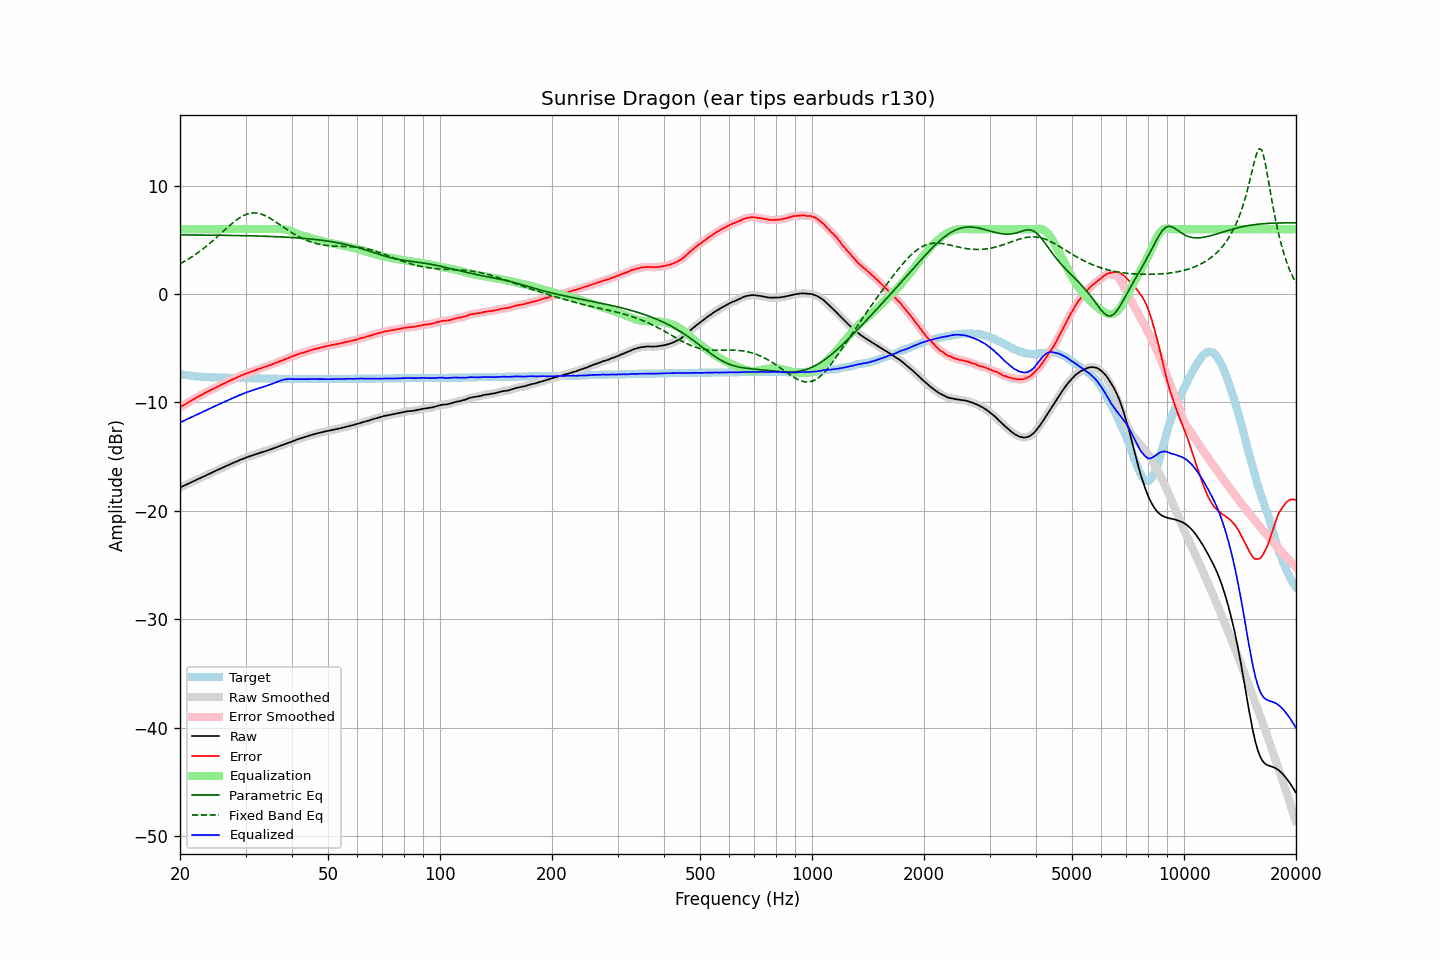 Sunrise Dragon (ear tips earbuds r130)
10
0
−10
−20
−30
−40
−50
Amplitude (dBr)
Target
Raw Smoothed
Error Smoothed
Raw
Error
Equalization
Parametric Eq
Fixed Band Eq
Equalized
20 50 100 200 500 1000 2000 5000 10000 20000
Frequency (Hz)